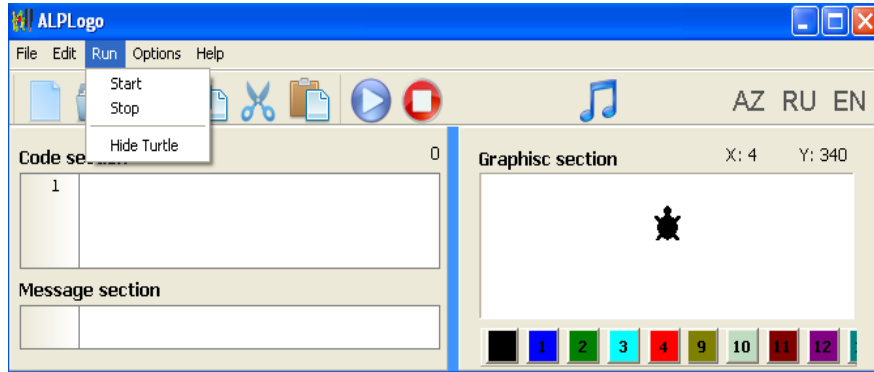 ALPLogo
File Edit Run Options Help
Start
Stop
Hide Turtle
AZ RU EN
Code se
0
1
Message section
Graphisc section
X: 4 Y: 340
1 2 3 4 9 10 11 12